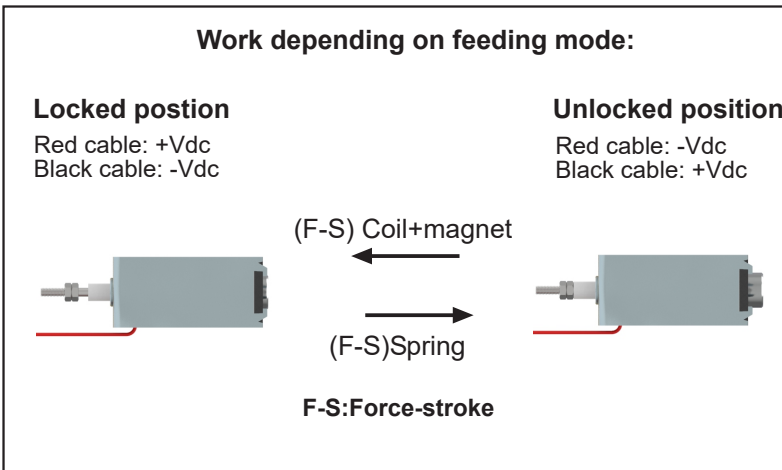 Work depending on feeding mode:
Locked postion
Red cable: +Vdc
Black cable: -Vdc
Unlocked position
Red cable: -Vdc
Black cable: +Vdc
(F-S) Coil+magnet
(F-S)Spring
F-S:Force-stroke